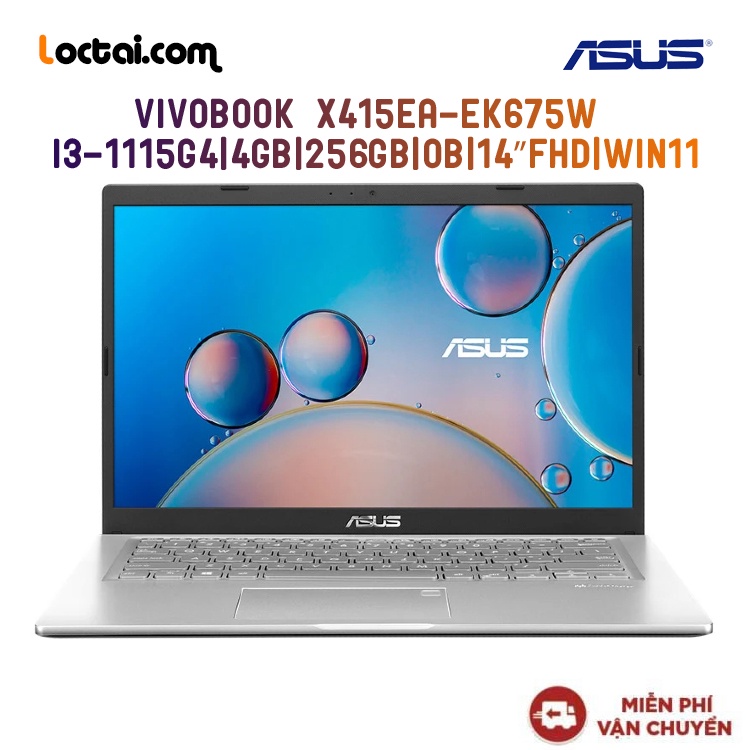 Loctai.com
ASUS®
VIVOBOOK X415EA-EK675W
I3-1115G4|4GB|256GB|OB|14"FHD|WIN11
ASUS
ASUS
MIỄN PHÍ
VẬN CHUYỂN